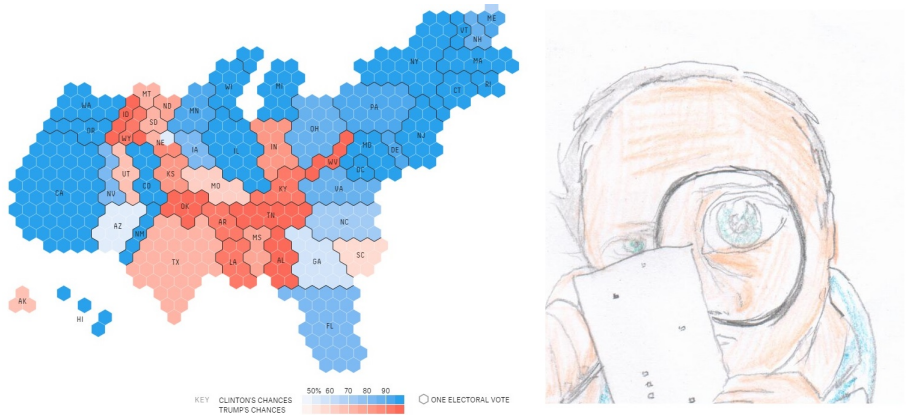 ME
VT
NH
WA
MT
ND
MN
WI
MI
NY
MA
CT
RI
ID
OR
SD
WY
NE
IA
IL
IN
OH
PA
NJ
MD
DE
DC
WV
CA
NV
UT
CO
KS
MO
KY
VA
AZ
NM
OK
AR
TN
NC
TX
LA
MS
AL
GA
SC
AK
HI
FL
50% 60 70 80 90
KEY CLINTON'S CHANCES
TRUMP'S CHANCES
ONE ELECTORAL VOTE